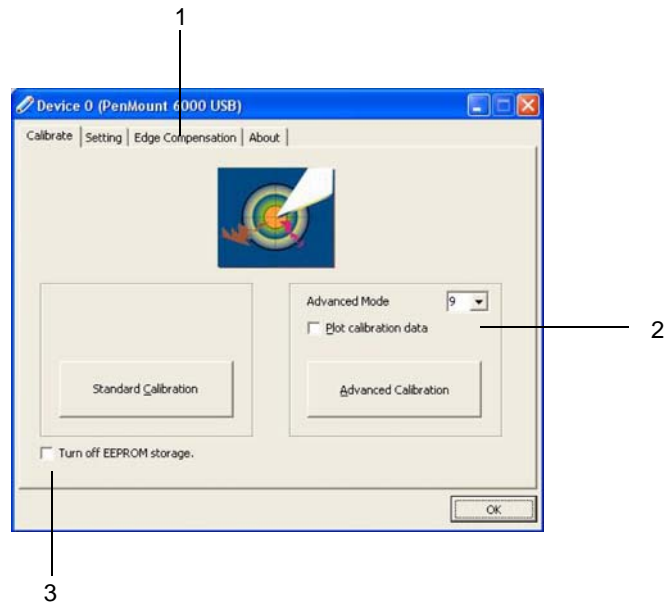 1
Device 0 (PenMount 6000 USB)
Calibrate Setting Edge Compensation About
Advanced Mode 9
Plot calibration data
2
Standard Calibration Advanced Calibration
Turn off EEPROM storage.
OK
3